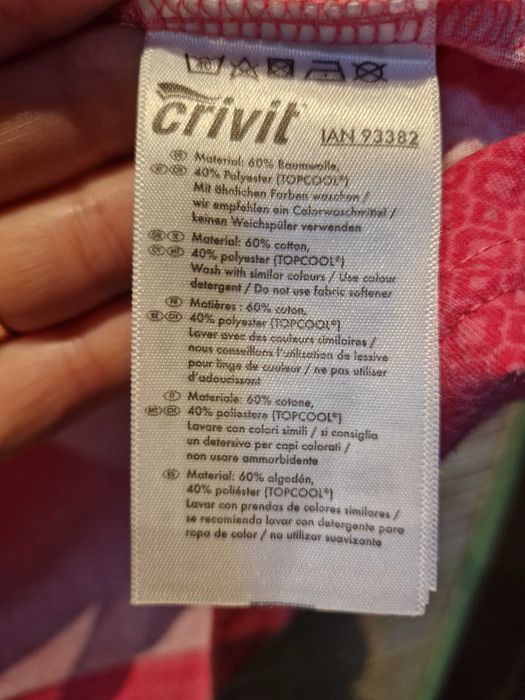 crivit
IAN 93382
DE Material: 60% Baumwolle,
40% Polyester (TOPCOOL®)
Mit ähnlichen Farben waschen /
wir empfehlen ein Colorwaschmittel /
keinen Weichspüler verwenden
Material: 60% cotton,
40% polyester (TOPCOOL®)
Wash with similar colours / Use colour
detergent / Do not use fabric softener
FR Matières : 60% coton,
40% polyester (TOPCOOL®)
Laver avec des couleurs similaires /
nous conseillons l'utilisation de lessive
pour linge de couleur / ne pas utiliser
d'adoucissant
IT Materiale: 60% cotone,
40% poliestere (TOPCOOL®)
Lavare con colori simili / si consiglia
un detersivo per capi colorati /
non usare ammorbidente
ES Material: 60% algodón,
40% poliéster (TOPCOOL®)
Lavar con prendas de colores similares /
se recomienda lavar con detergente para
ropa de color / no utilizar suavizante